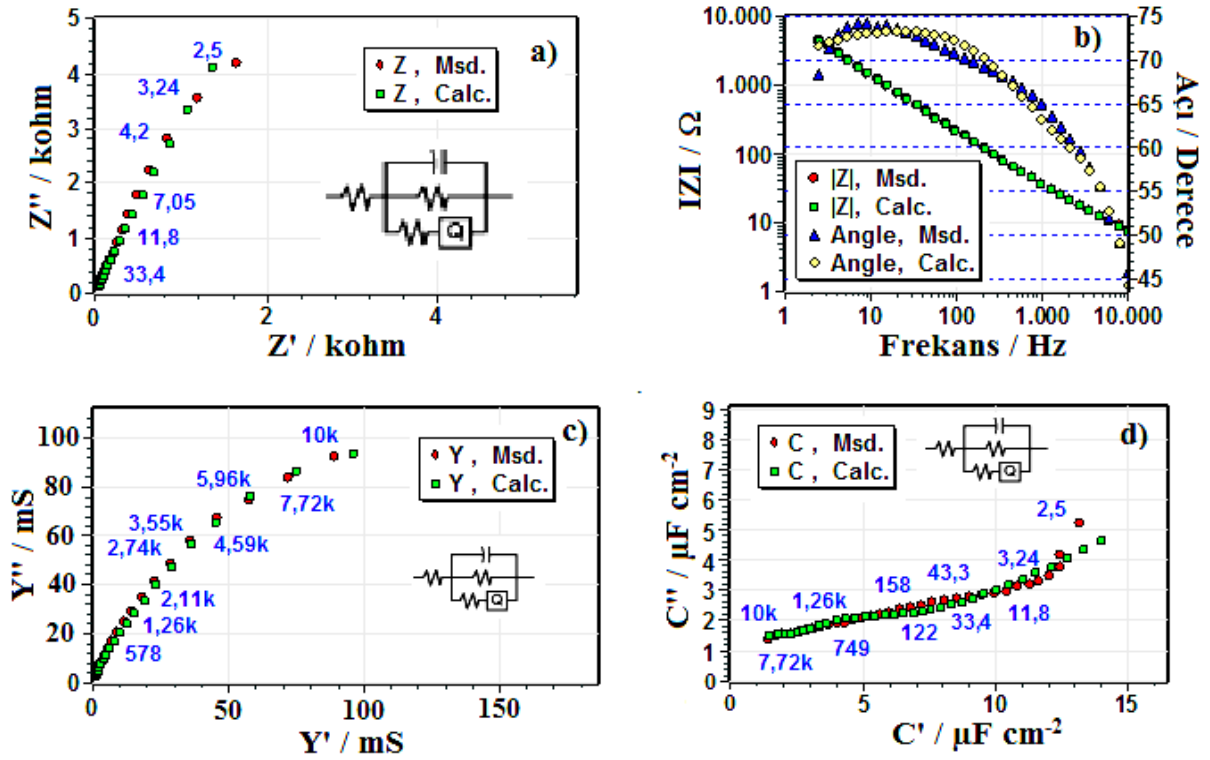 a)
Z , Msd.
Z , Calc.
2,5
3,24
4,2
7,05
11,8
33,4
5
4
3
2
1
0
0
2
4
Z'' / kohm
Z' / kohm
Q
b)
10.000
1.000
100
10
1
75
70
65
60
55
50
45
|Z|, Msd.
|Z|, Calc.
Angle, Msd.
Angle, Calc.
1
10
100
1.000
10.000
IZI / Ω
Açı / Derece
Frekans / Hz
c)
Y , Msd.
Y , Calc.
10k
5,96k
7,72k
3,55k
4,59k
2,74k
2,11k
1,26k
578
100
80
60
40
20
0
0
50
100
150
Y'' / mS
Y' / mS
Q
d)
C , Msd.
C , Calc.
Q
2,5
3,24
43,3
158
1,26k
10k
11,8
33,4
122
749
7,72k
9
8
7
6
5
4
3
2
1
0
0
5
10
15
C'' / µF cm-2
C' / µF cm-2